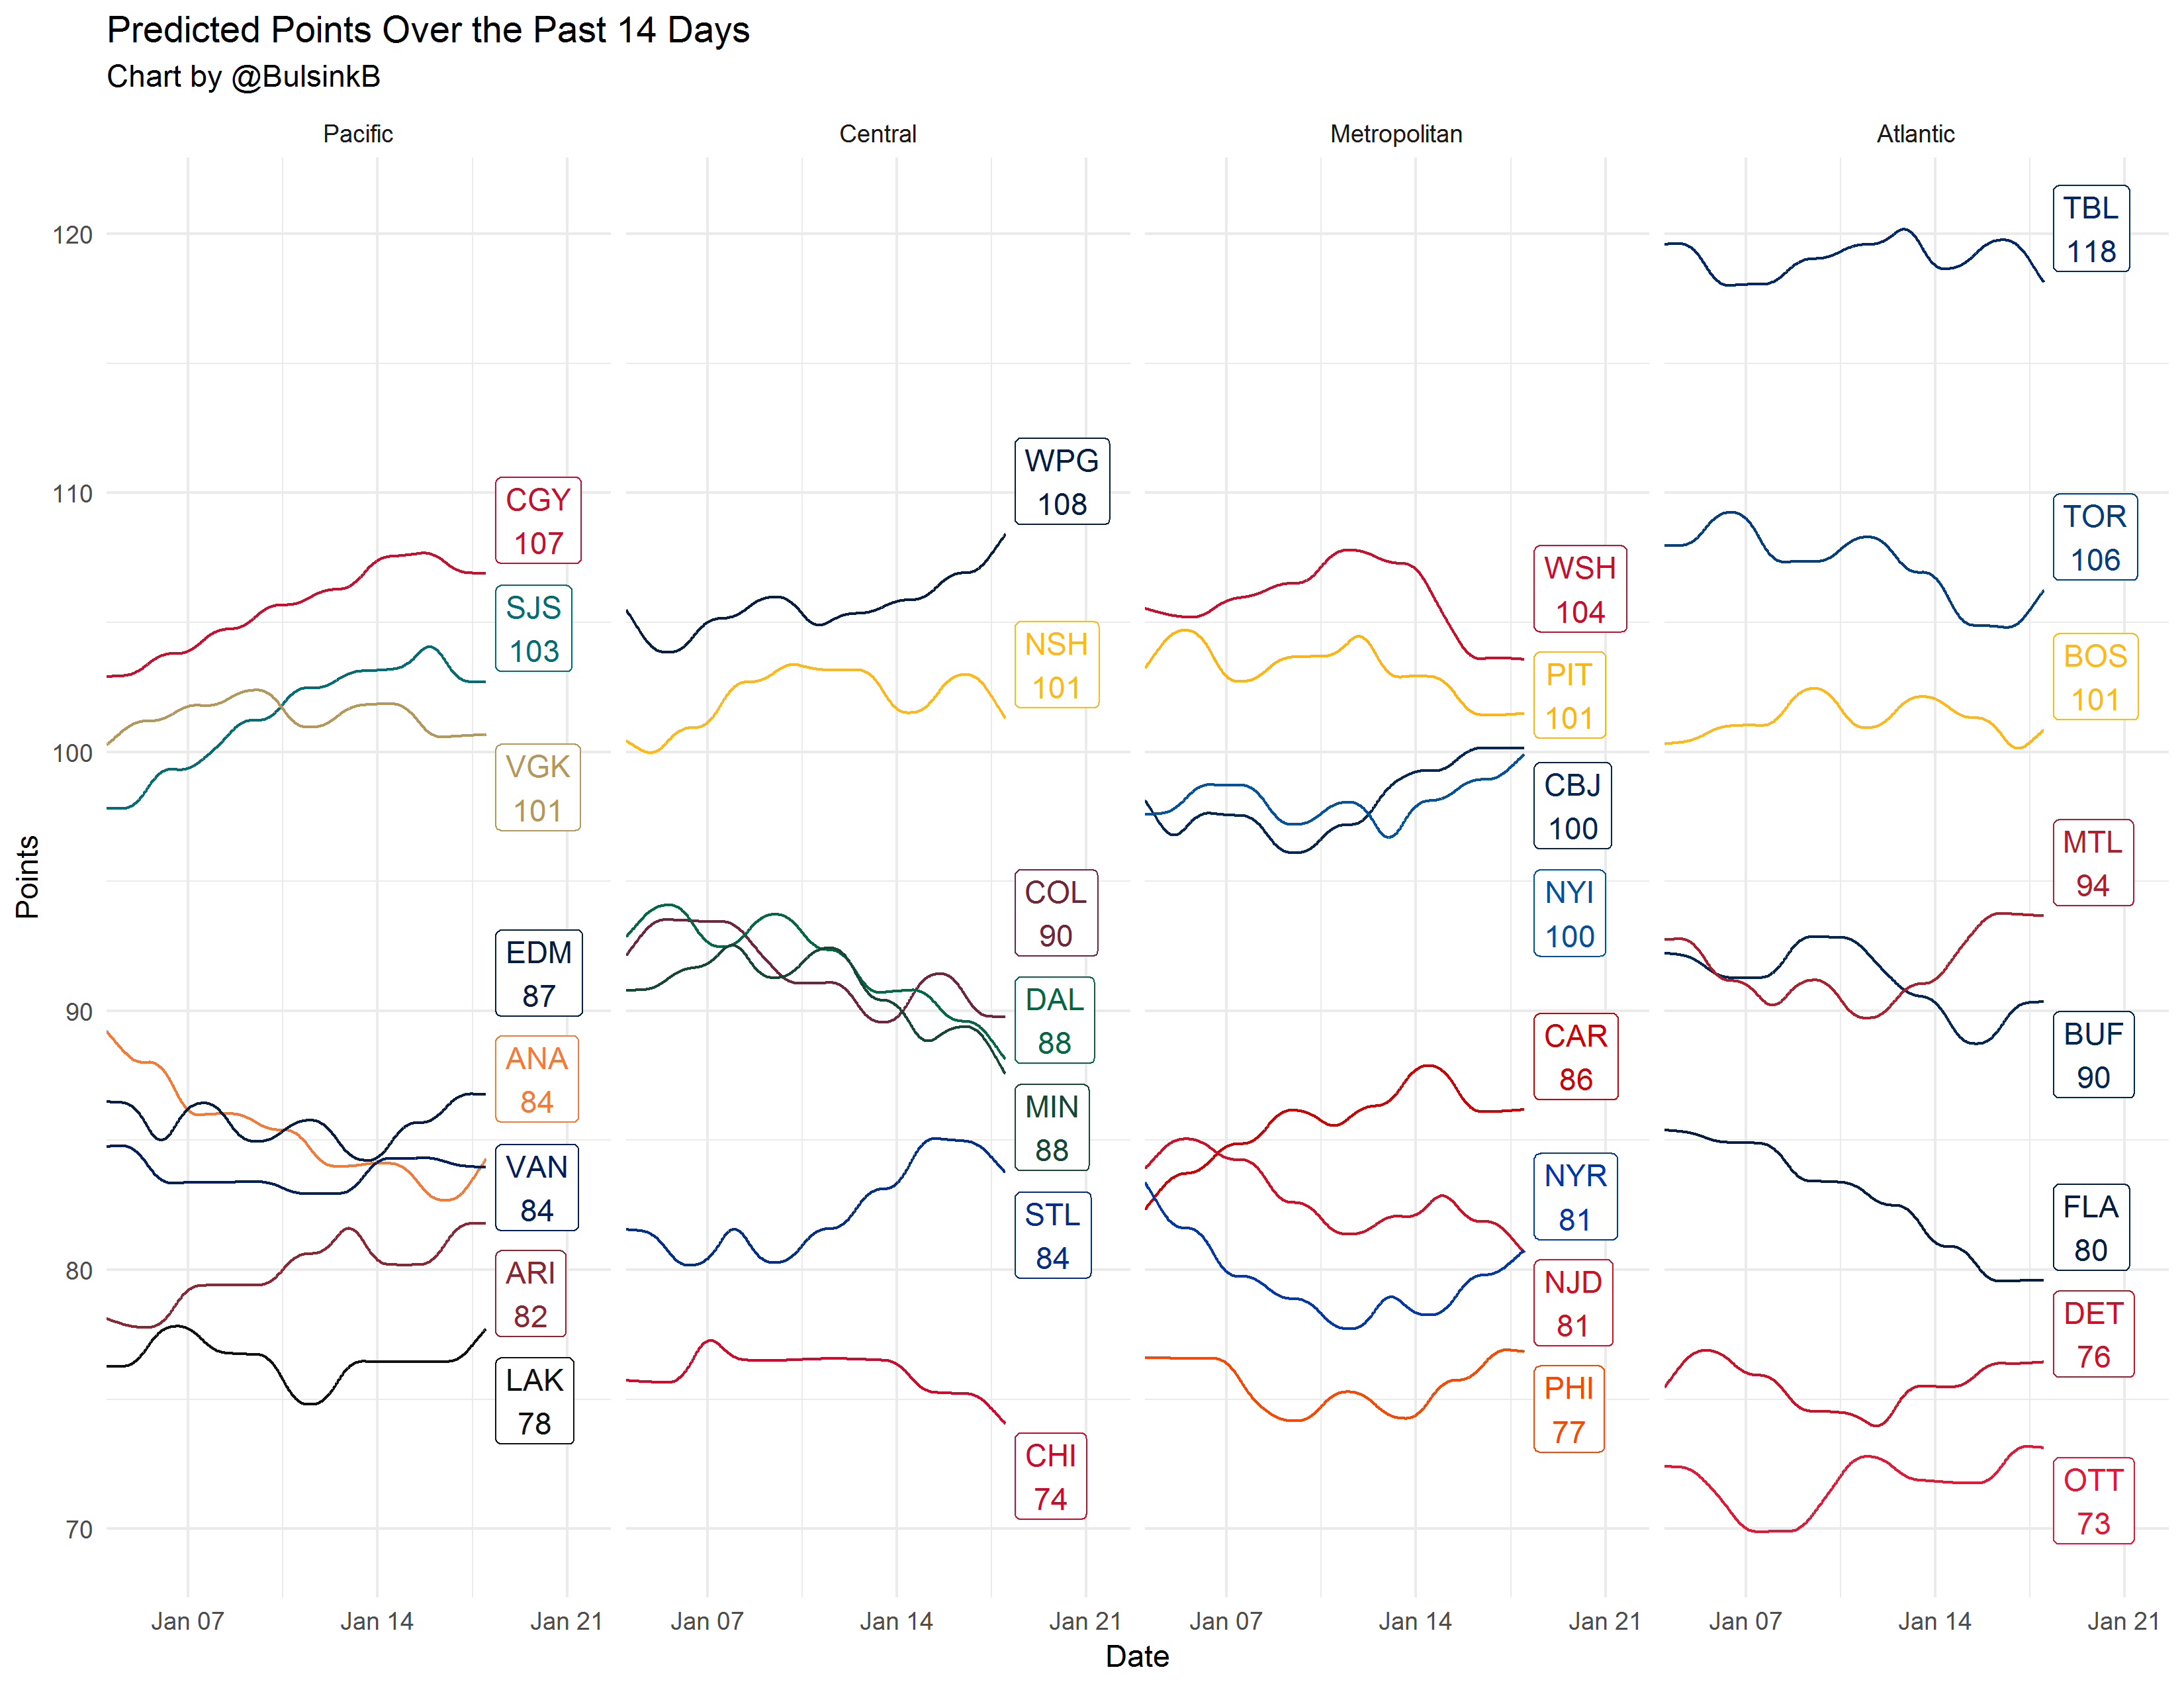 Predicted Points Over the Past 14 Days
Chart by @BulsinkB
Pacific
Central
Metropolitan
Atlantic
Points
120
110
100
90
80
70
CGY
107
SJS
103
VGK
101
EDM
87
ANA
84
VAN
84
ARI
82
LAK
78
WPG
108
NSH
101
COL
90
DAL
88
MIN
88
STL
84
CHI
74
WSH
104
PIT
101
CBJ
100
NYI
100
CAR
86
NYR
81
NJD
81
PHI
77
TBL
118
TOR
106
BOS
101
MTL
94
BUF
90
FLA
80
DET
76
OTT
73
Jan 07 Jan 14 Jan 21
Jan 07 Jan 14 Jan 21
Jan 07 Jan 14 Jan 21
Jan 07 Jan 14 Jan 21
Date